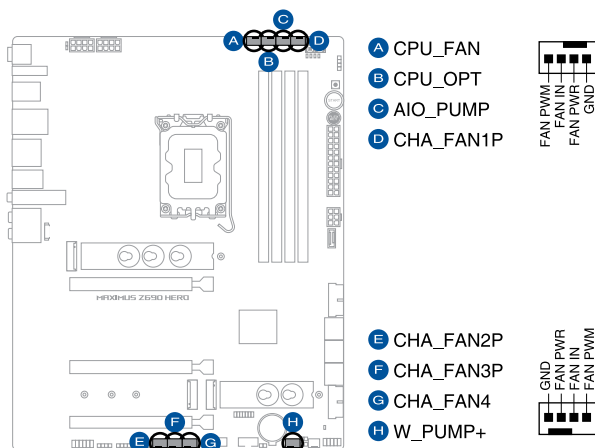 C
A
D
B
A CPU_FAN
B CPU_OPT
C AIO_PUMP
D CHA_FAN1P
FAN PWM
FAN IN
FAN PWR
GND
START
MAXIMUS Z690 HERO
E CHA_FAN2P
F CHA_FAN3P
G CHA_FAN4
H W_PUMP+
GND
FAN PWR
FAN IN
FAN PWM
F
E
G
H